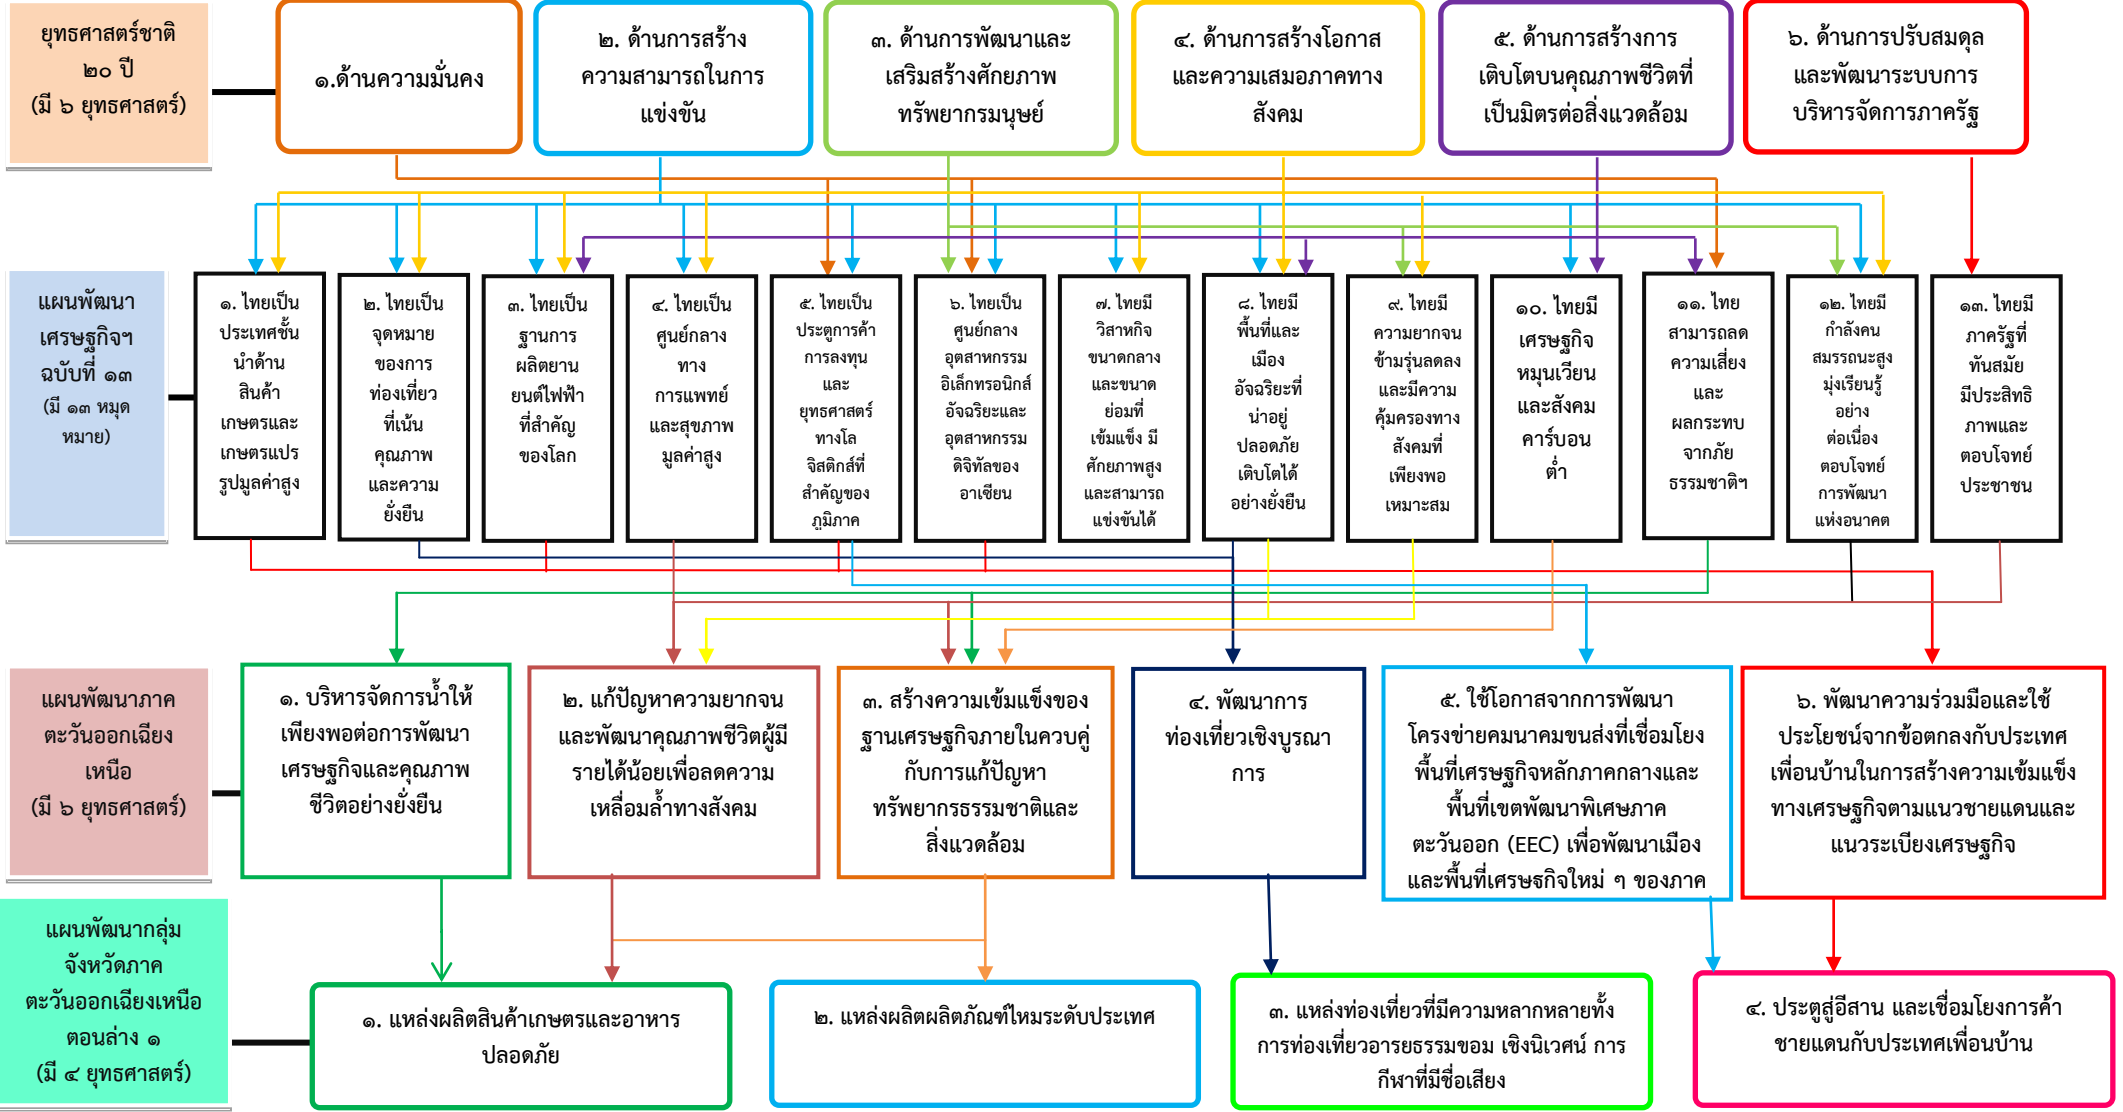 ยุทธศาสตร์ชาติ
๒๐ ปี
(มี ๖ ยุทธศาสตร์)
๑.ด้านความมั่นคง
๒. ด้านการสร้าง
ความสามารถในการ
แข่งขัน
๓. ด้านการพัฒนาและ
เสริมสร้างศักยภาพ
ทรัพยากรมนุษย์
๔. ด้านการสร้างโอกาส
และความเสมอภาคทาง
สังคม
๕. ด้านการสร้างการ
เติบโตบนคุณภาพชีวิตที่
เป็นมิตรต่อสิ่งแวดล้อม
๖. ด้านการปรับสมดุล
และพัฒนาระบบการ
บริหารจัดการภาครัฐ
แผนพัฒนา
เศรษฐกิจฯ
ฉบับที่ ๑๓
(มี ๑๓ หมุด
หมาย)
๑. ไทยเป็น
ประเทศชั้น
นำด้าน
สินค้า
เกษตรและ
เกษตรแปร
รูปมูลค่าสูง
๒. ไทยเป็น
จุดหมาย
ของการ
ท่องเที่ยว
ที่เน้น
คุณภาพ
และความ
ยั่งยืน
๓. ไทยเป็น
ฐานการ
ผลิตยาน
ยนต์ไฟฟ้า
ที่สำคัญ
ของโลก
๔. ไทยเป็น
ศูนย์กลาง
ทาง
การแพทย์
และสุขภาพ
มูลค่าสูง
๕. ไทยเป็น
ประตูการค้า
การลงทุน
และ
ยุทธศาสตร์
ทางโล
จิสติกส์ที่
สำคัญของ
ภูมิภาค
๖. ไทยเป็น
ศูนย์กลาง
อุตสาหกรรม
อิเล็กทรอนิกส์
อัจฉริยะและ
อุตสาหกรรม
ดิจิทัลของ
อาเซียน
๗. ไทยมี
วิสาหกิจ
ขนาดกลาง
และขนาด
ย่อมที่
เข้มแข็ง มี
ศักยภาพสูง
และสามารถ
แข่งขันได้
๘. ไทยมี
พื้นที่และ
เมือง
อัจฉริยะที่
น่าอยู่
ปลอดภัย
เติบโตได้
อย่างยั่งยืน
๙. ไทยมี
ความยากจน
ข้ามรุ่นลดลง
และมีความ
คุ้มครองทาง
สังคมที่
เพียงพอ
เหมาะสม
๑๐. ไทยมี
เศรษฐกิจ
หมุนเวียน
และสังคม
คาร์บอน
ต่ำ
๑๑. ไทย
สามารถลด
ความเสี่ยง
และ
ผลกระทบ
จากภัย
ธรรมชาติฯ
๑๒. ไทยมี
กำลังคน
สมรรถนะสูง
มุ่งเรียนรู้
อย่าง
ต่อเนื่อง
ตอบโจทย์
การพัฒนา
แห่งอนาคต
๑๓. ไทยมี
ภาครัฐที่
ทันสมัย
มีประสิทธิ
ภาพและ
ตอบโจทย์
ประชาชน
แผนพัฒนาภาค
ตะวันออกเฉียง
เหนือ
(มี ๖ ยุทธศาสตร์)
๑. บริหารจัดการน้ำให้
เพียงพอต่อการพัฒนา
เศรษฐกิจและคุณภาพ
ชีวิตอย่างยั่งยืน
๒. แก้ปัญหาความยากจน
และพัฒนาคุณภาพชีวิตผู้มี
รายได้น้อยเพื่อลดความ
เหลื่อมล้ำทางสังคม
๓. สร้างความเข้มแข็งของ
ฐานเศรษฐกิจภายในควบคู่
กับการแก้ปัญหา
ทรัพยากรธรรมชาติและ
สิ่งแวดล้อม
๔. พัฒนาการ
ท่องเที่ยวเชิงบูรณา
การ
๕. ใช้โอกาสจากการพัฒนา
โครงข่ายคมนาคมขนส่งที่เชื่อมโยง
พื้นที่เศรษฐกิจหลักภาคกลางและ
พื้นที่เขตพัฒนาพิเศษภาค
ตะวันออก (EEC) เพื่อพัฒนาเมือง
และพื้นที่เศรษฐกิจใหม่ ๆ ของภาค
๖. พัฒนาความร่วมมือและใช้
ประโยชน์จากข้อตกลงกับประเทศ
เพื่อนบ้านในการสร้างความเข้มแข็ง
ทางเศรษฐกิจตามแนวชายแดนและ
แนวระเบียงเศรษฐกิจ
แผนพัฒนากลุ่ม
จังหวัดภาค
ตะวันออกเฉียงเหนือ
ตอนล่าง ๑
(มี ๔ ยุทธศาสตร์)
๑. แหล่งผลิตสินค้าเกษตรและอาหาร
ปลอดภัย
๒. แหล่งผลิตผลิตภัณฑ์ไหมระดับประเทศ
๓. แหล่งท่องเที่ยวที่มีความหลากหลายทั้ง
การท่องเที่ยวอารยธรรมขอม เชิงนิเวศน์ การ
กีฬาที่มีชื่อเสียง
๔. ประตูสู่อีสาน และเชื่อมโยงการค้า
ชายแดนกับประเทศเพื่อนบ้าน